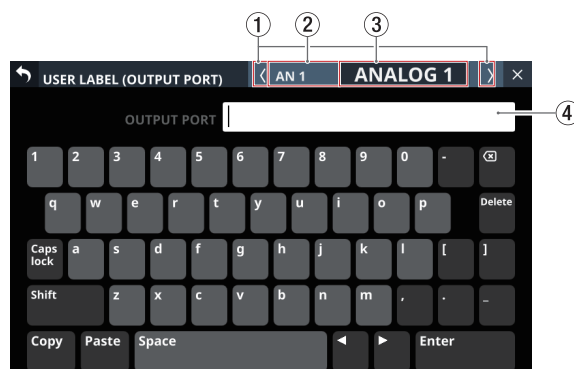 1 2 3
USER LABEL (OUTPUT PORT) < AN 1 ANALOG 1 > ×
OUTPUT PORT 4
1 2 3 4 5 6 7 8 9 0 -
q w e r t y u i o p Delete
Caps lock a s d f g h j k l [ ]
Shift z x c v b n m , . _
Copy Paste Space ◀ ▶ Enter